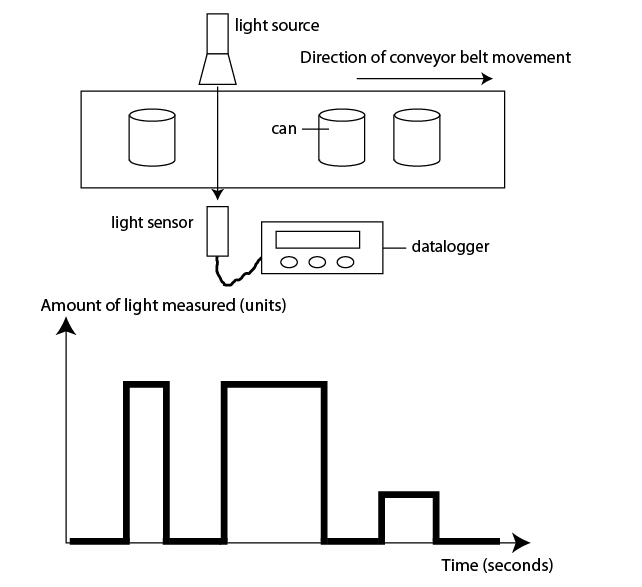 light source
Direction of conveyor belt movement
can
light sensor
datalogger
Amount of light measured (units)
Time (seconds)